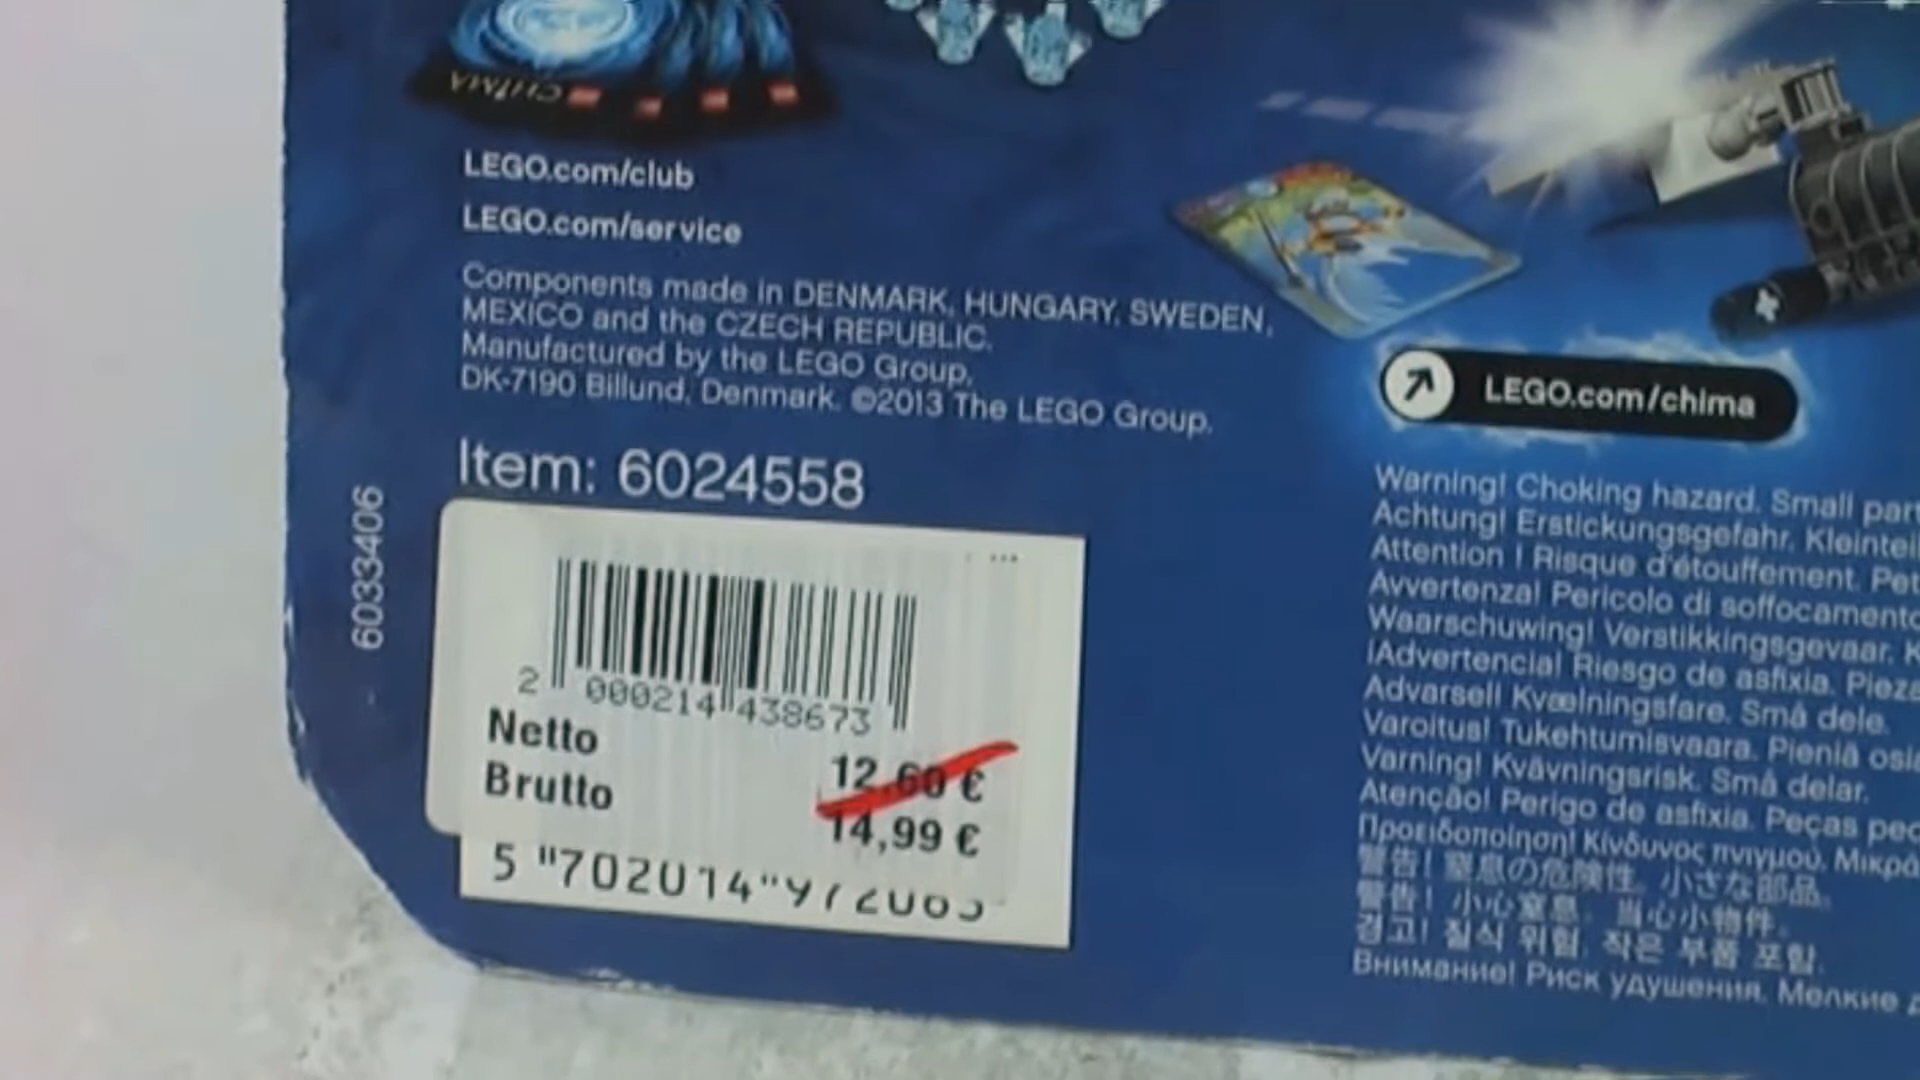 CHIMA
LEGO.com/club
LEGO.com/service
Components made in DENMARK, HUNGARY, SWEDEN,
MEXICO and the CZECH REPUBLIC.
Manufactured by the LEGO Group,
DK-7190 Billund, Denmark. ©2013 The LEGO Group.
Item: 6024558
6033406
2 000214 438673
Netto 12,60 €
Brutto 14,99 €
5 "702014"972065
LEGO.com/chima
Warning! Choking hazard. Small
Achtung! Erstickungsgefahr.
Attention ! Risque d'étouffement.
Avvertenza! Pericolo di soffocamento
Waarschuwing! Verstikkingsgevaar.
¡Advertencia! Riesgo de asfixia.
Advarsel! Kvælningsfare. Små dele.
Varoitus! Tukehtumisvaara. Pieniä
Varning! Kvävningsrisk. Små delar.
Atenção! Perigo de asfixia. Peças
Προειδοποίηση! Κίνδυνος πνιγμού.
警告! 窒息の危険性。小さな部品。
警告! 小心窒息。当心小物件。
경고! 질식 위험. 작은 부품 포함.
Внимание! Риск удушения. Мелкие